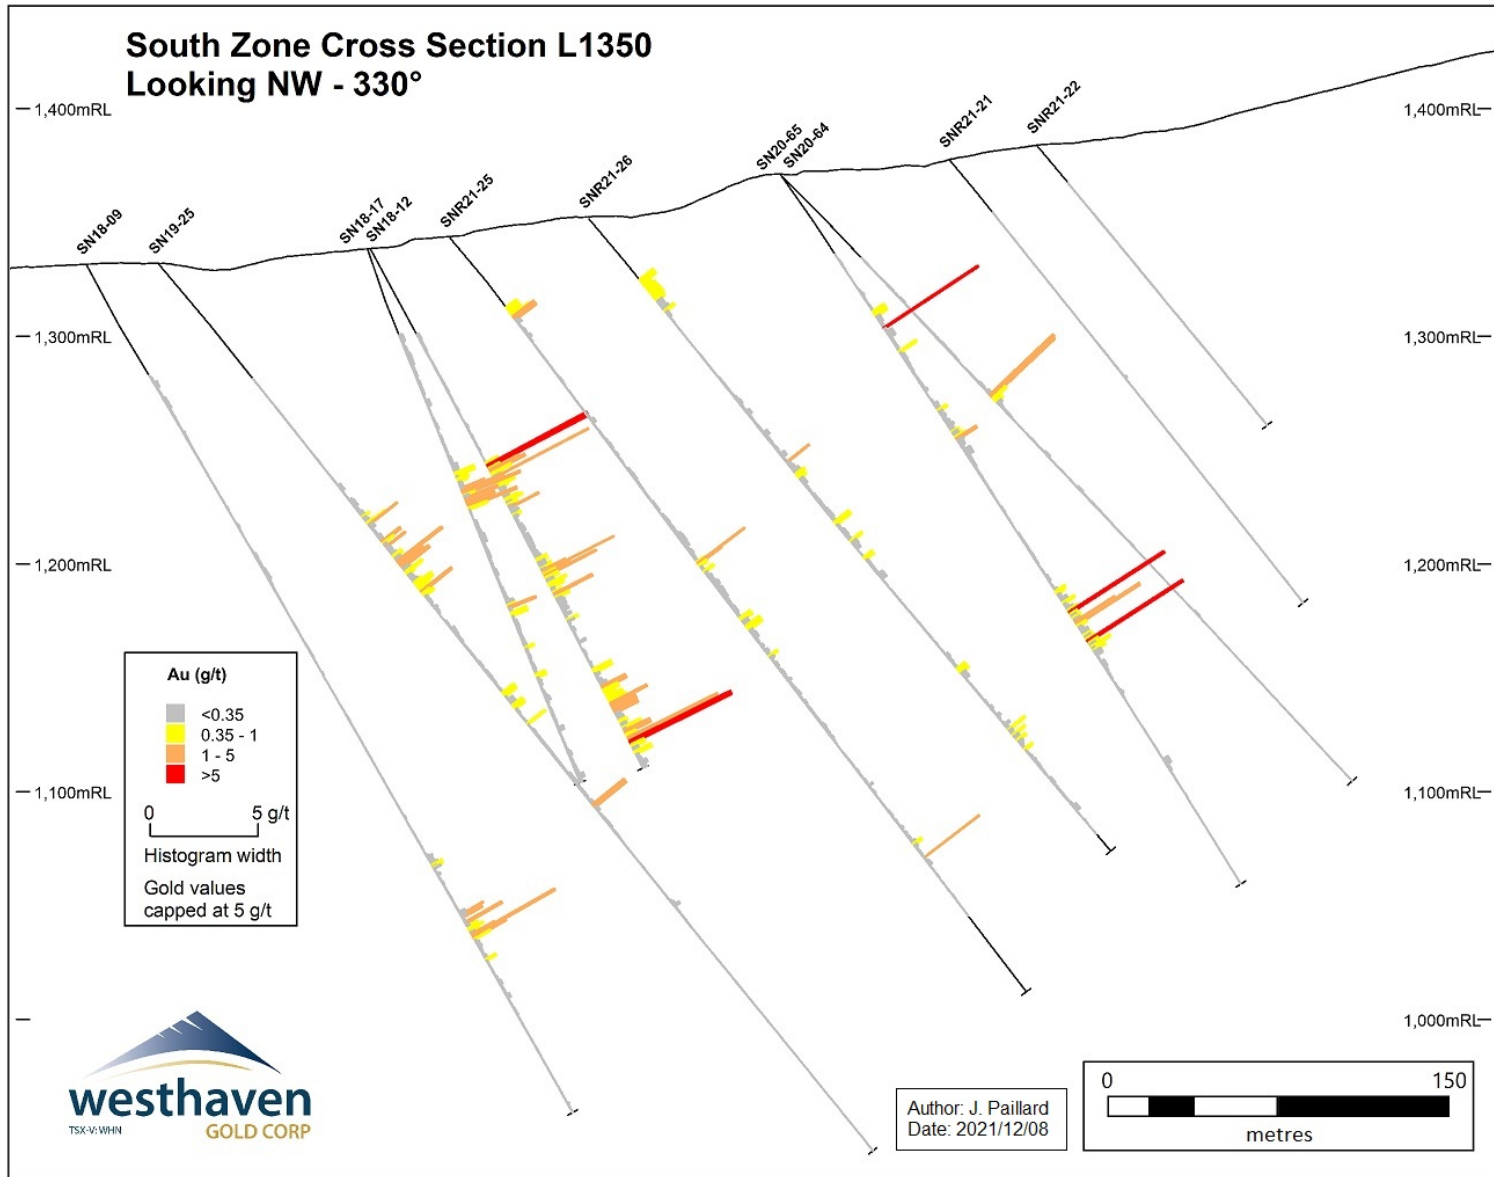 South Zone Cross Section L1350
Looking NW - 330°
1,400mRL
1,400mRL
SN18-09
SN19-25
SN18-17
SN18-12
SNR21-25
SNR21-26
SN20-65
SN20-64
SNR21-21
SNR21-22
1,300mRL
1,300mRL
1,200mRL
1,200mRL
Au (g/t)
<0.35
0.35 - 1
1 - 5
>5
0 5 g/t
Histogram width
Gold values
capped at 5 g/t
1,100mRL
1,100mRL
1,000mRL
westhaven
TSX-V: WHN
GOLD CORP
Author: J. Paillard
Date: 2021/12/08
0 150
metres